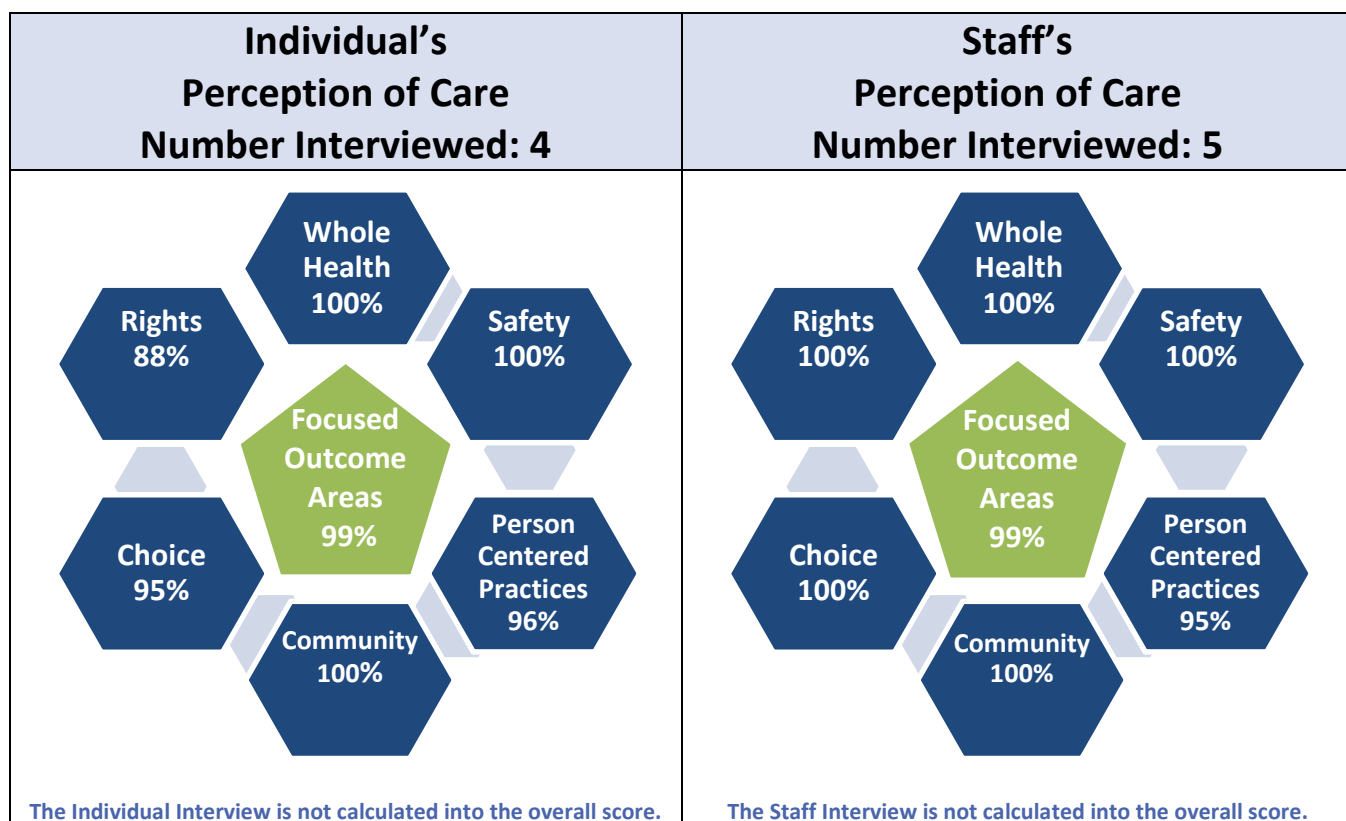 Individual’s
Perception of Care
Number Interviewed: 4
Staff’s
Perception of Care
Number Interviewed: 5
Whole
Health
100%
Rights
88%
Safety
100%
Focused
Outcome
Areas
99%
Choice
95%
Person
Centered
Practices
96%
Community
100%
The Individual Interview is not calculated into the overall score.
Whole
Health
100%
Rights
100%
Safety
100%
Focused
Outcome
Areas
99%
Choice
100%
Person
Centered
Practices
95%
Community
100%
The Staff Interview is not calculated into the overall score.